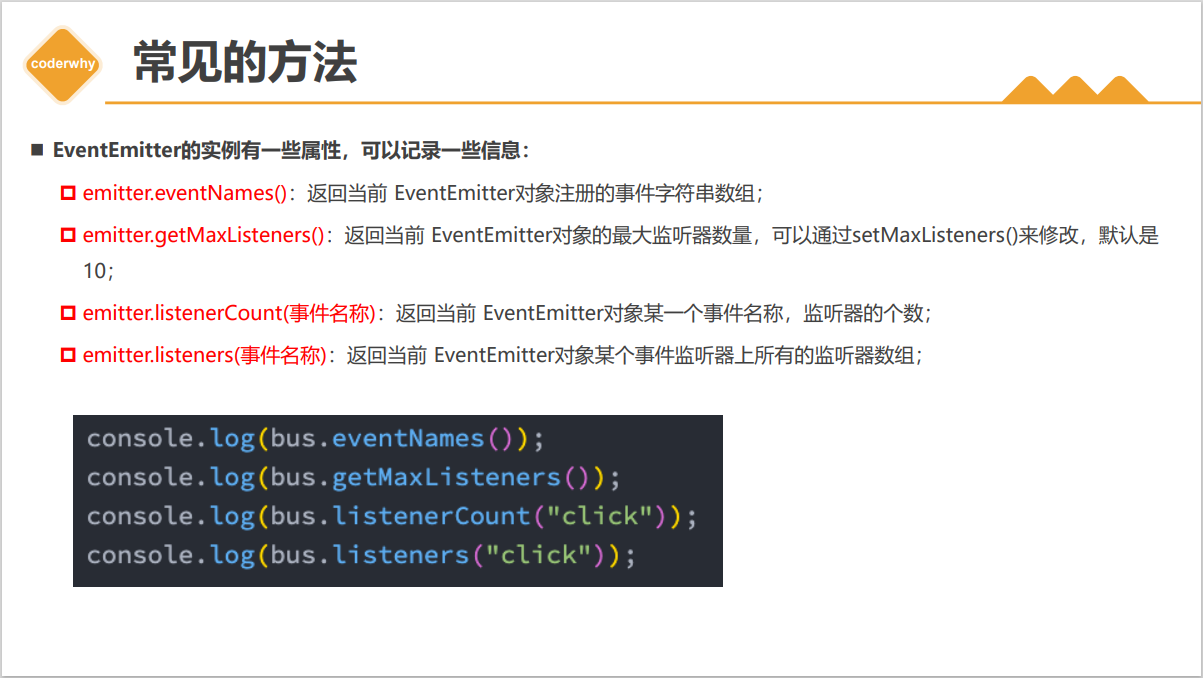 coderwhy
常见的方法
EventEmitter的实例有一些属性，可以记录一些信息：
emitter.eventNames()：返回当前 EventEmitter对象注册的事件字符串数组；
emitter.getMaxListeners()：返回当前 EventEmitter对象的最大监听器数量，可以通过setMaxListeners()来修改，默认是
10；
emitter.listenerCount(事件名称)：返回当前 EventEmitter对象某一个事件名称，监听器的个数；
emitter.listeners(事件名称)：返回当前 EventEmitter对象某个事件监听器上所有的监听器数组；
console.log(bus.eventNames());
console.log(bus.getMaxListeners());
console.log(bus.listenerCount("click"));
console.log(bus.listeners("click"));